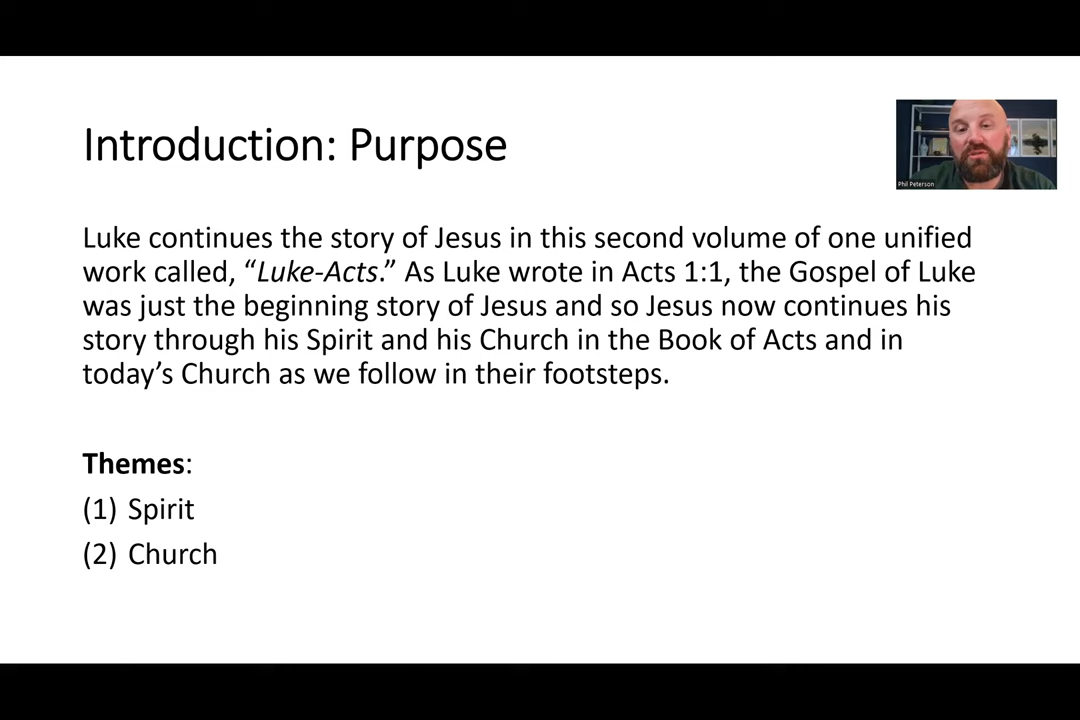 Introduction: Purpose
Phil Peterson
Luke continues the story of Jesus in this second volume of one unified
work called, “Luke-Acts.” As Luke wrote in Acts 1:1, the Gospel of Luke
was just the beginning story of Jesus and so Jesus now continues his
story through his Spirit and his Church in the Book of Acts and in
today’s Church as we follow in their footsteps.
Themes:
(1) Spirit
(2) Church